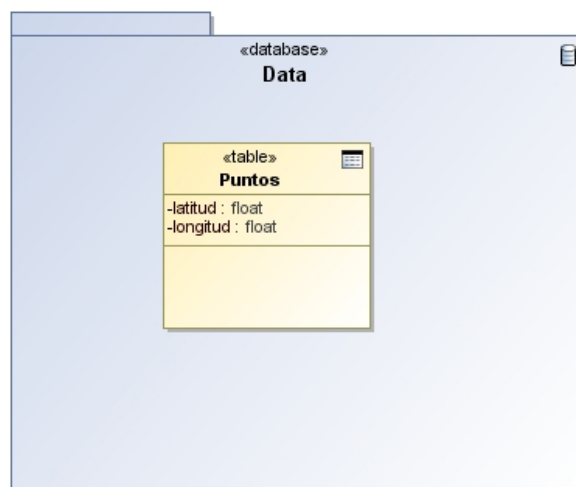 «database»
Data
«table»
Puntos
-latitud : float
-longitud : float